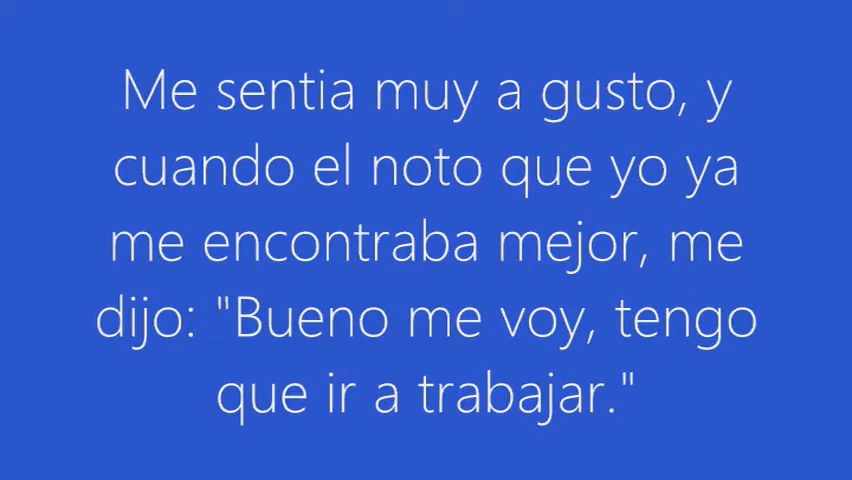 Me sentia muy a gusto, y
cuando el noto que yo ya
me encontraba mejor, me
dijo: "Bueno me voy, tengo
que ir a trabajar."